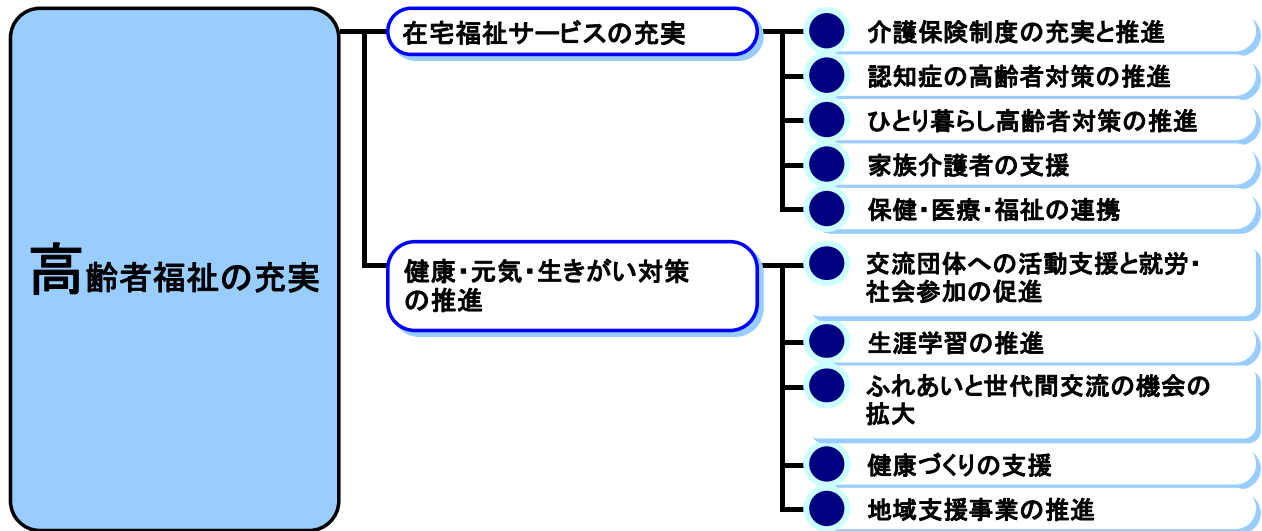 高齢者福祉の充実
在宅福祉サービスの充実
介護保険制度の充実と推進
認知症の高齢者対策の推進
ひとり暮らし高齢者対策の推進
家族介護者の支援
保健・医療・福祉の連携
健康・元気・生きがい対策
の推進
交流団体への活動支援と就労・
社会参加の促進
生涯学習の推進
ふれあいと世代間交流の機会の
拡大
健康づくりの支援
地域支援事業の推進